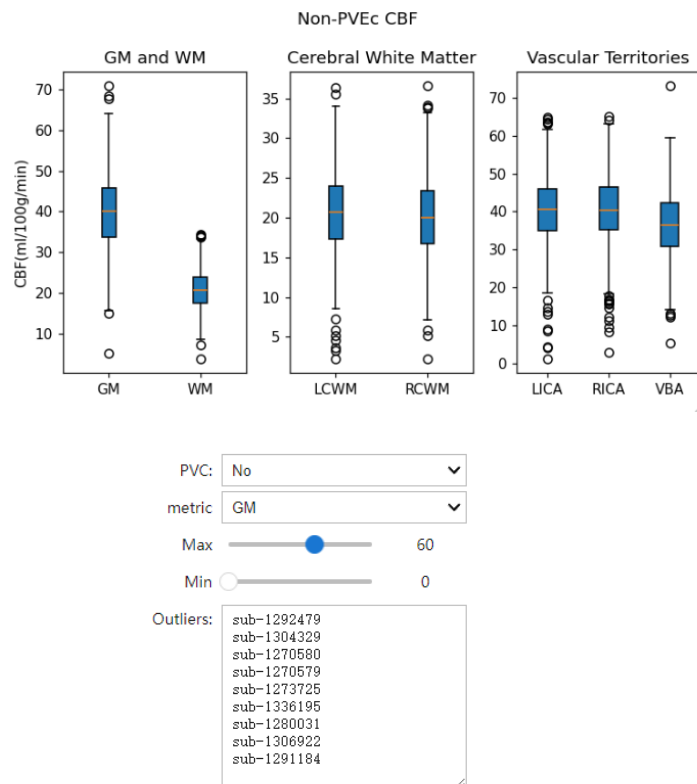 Non-PVEc CBF
GM and WM
Cerebral White Matter
Vascular Territories
CBF(ml/100g/min)
70
60
50
40
30
20
10
GM
WM
35
30
25
20
15
10
5
LCWM
RCWM
70
60
50
40
30
20
10
0
LICA
RICA
VBA
PVC: No
metric GM
Max 60
Min 0
Outliers: sub-1292479
sub-1304329
sub-1270580
sub-1270579
sub-1273725
sub-1336195
sub-1280031
sub-1306922
sub-1291184